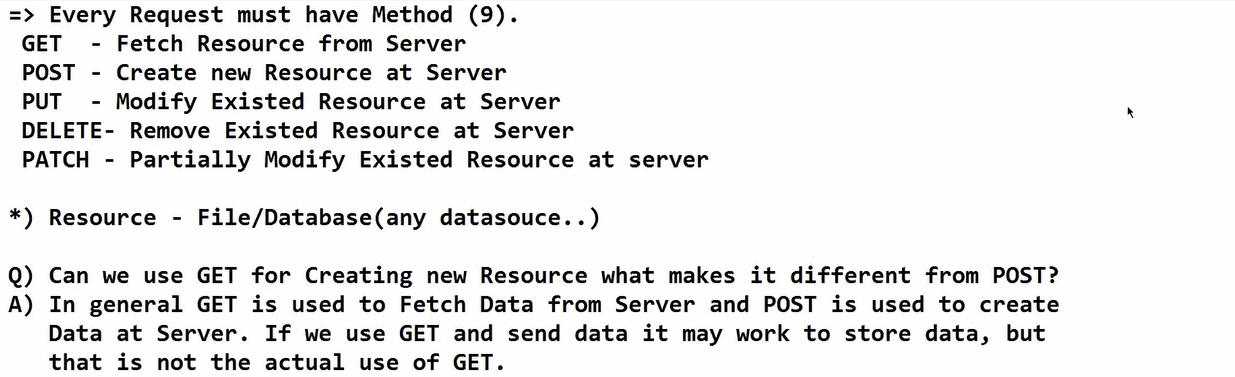 => Every Request must have Method (9).
GET - Fetch Resource from Server
POST - Create new Resource at Server
PUT - Modify Existed Resource at Server
DELETE- Remove Existed Resource at Server
PATCH - Partially Modify Existed Resource at server
*) Resource - File/Database(any datasouce..)
Q) Can we use GET for Creating new Resource what makes it different from POST?
A) In general GET is used to Fetch Data from Server and POST is used to create
Data at Server. If we use GET and send data it may work to store data, but
that is not the actual use of GET.